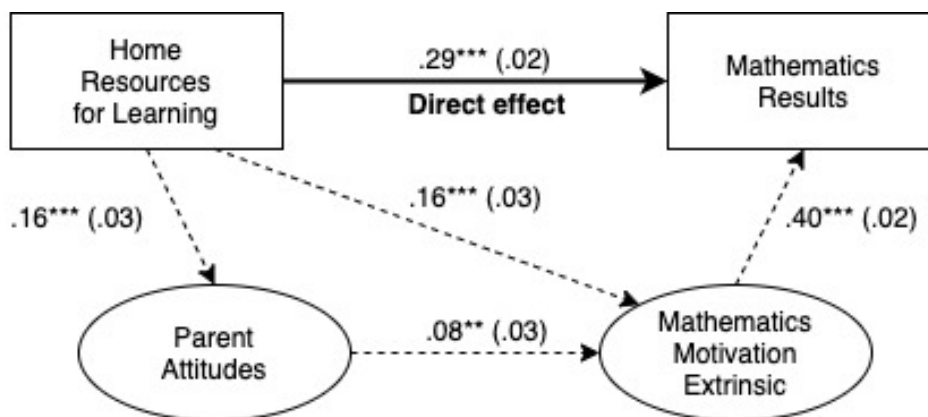 Home
Resources
for Learning
.29*** (.02)
Direct effect
Mathematics
Results
.16*** (.03)
.16*** (.03)
.40*** (.02)
Parent
Attitudes
.08** (.03)
Mathematics
Motivation
Extrinsic